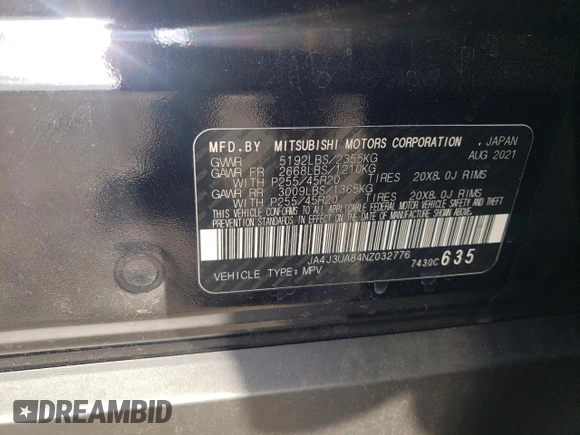 MFD.BY MITSUBISHI MOTORS CORPORATION , JAPAN
GVWR 5192LBS/2355KG AUG 2021
GAWR FR 2668LBS/1210KG
WITH P255/45R20 TIRES 20X8.0J RIMS
GAWR RR 3009LBS/1365KG
WITH P255/45R20 TIRES 20X8.0J RIMS
THIS VEHICLE CONFORMS TO ALL APPLICABLE FEDERAL MOTOR VEHICLE SAFETY, BUMPER, AND THEFT
PREVENTION STANDARDS IN EFFECT ON THE DATE OF MANUFACTURE SHOWN ABOVE.
JA4J3UA84NZ032776
VEHICLE TYPE: MPV 7430C 635
DREAMBID